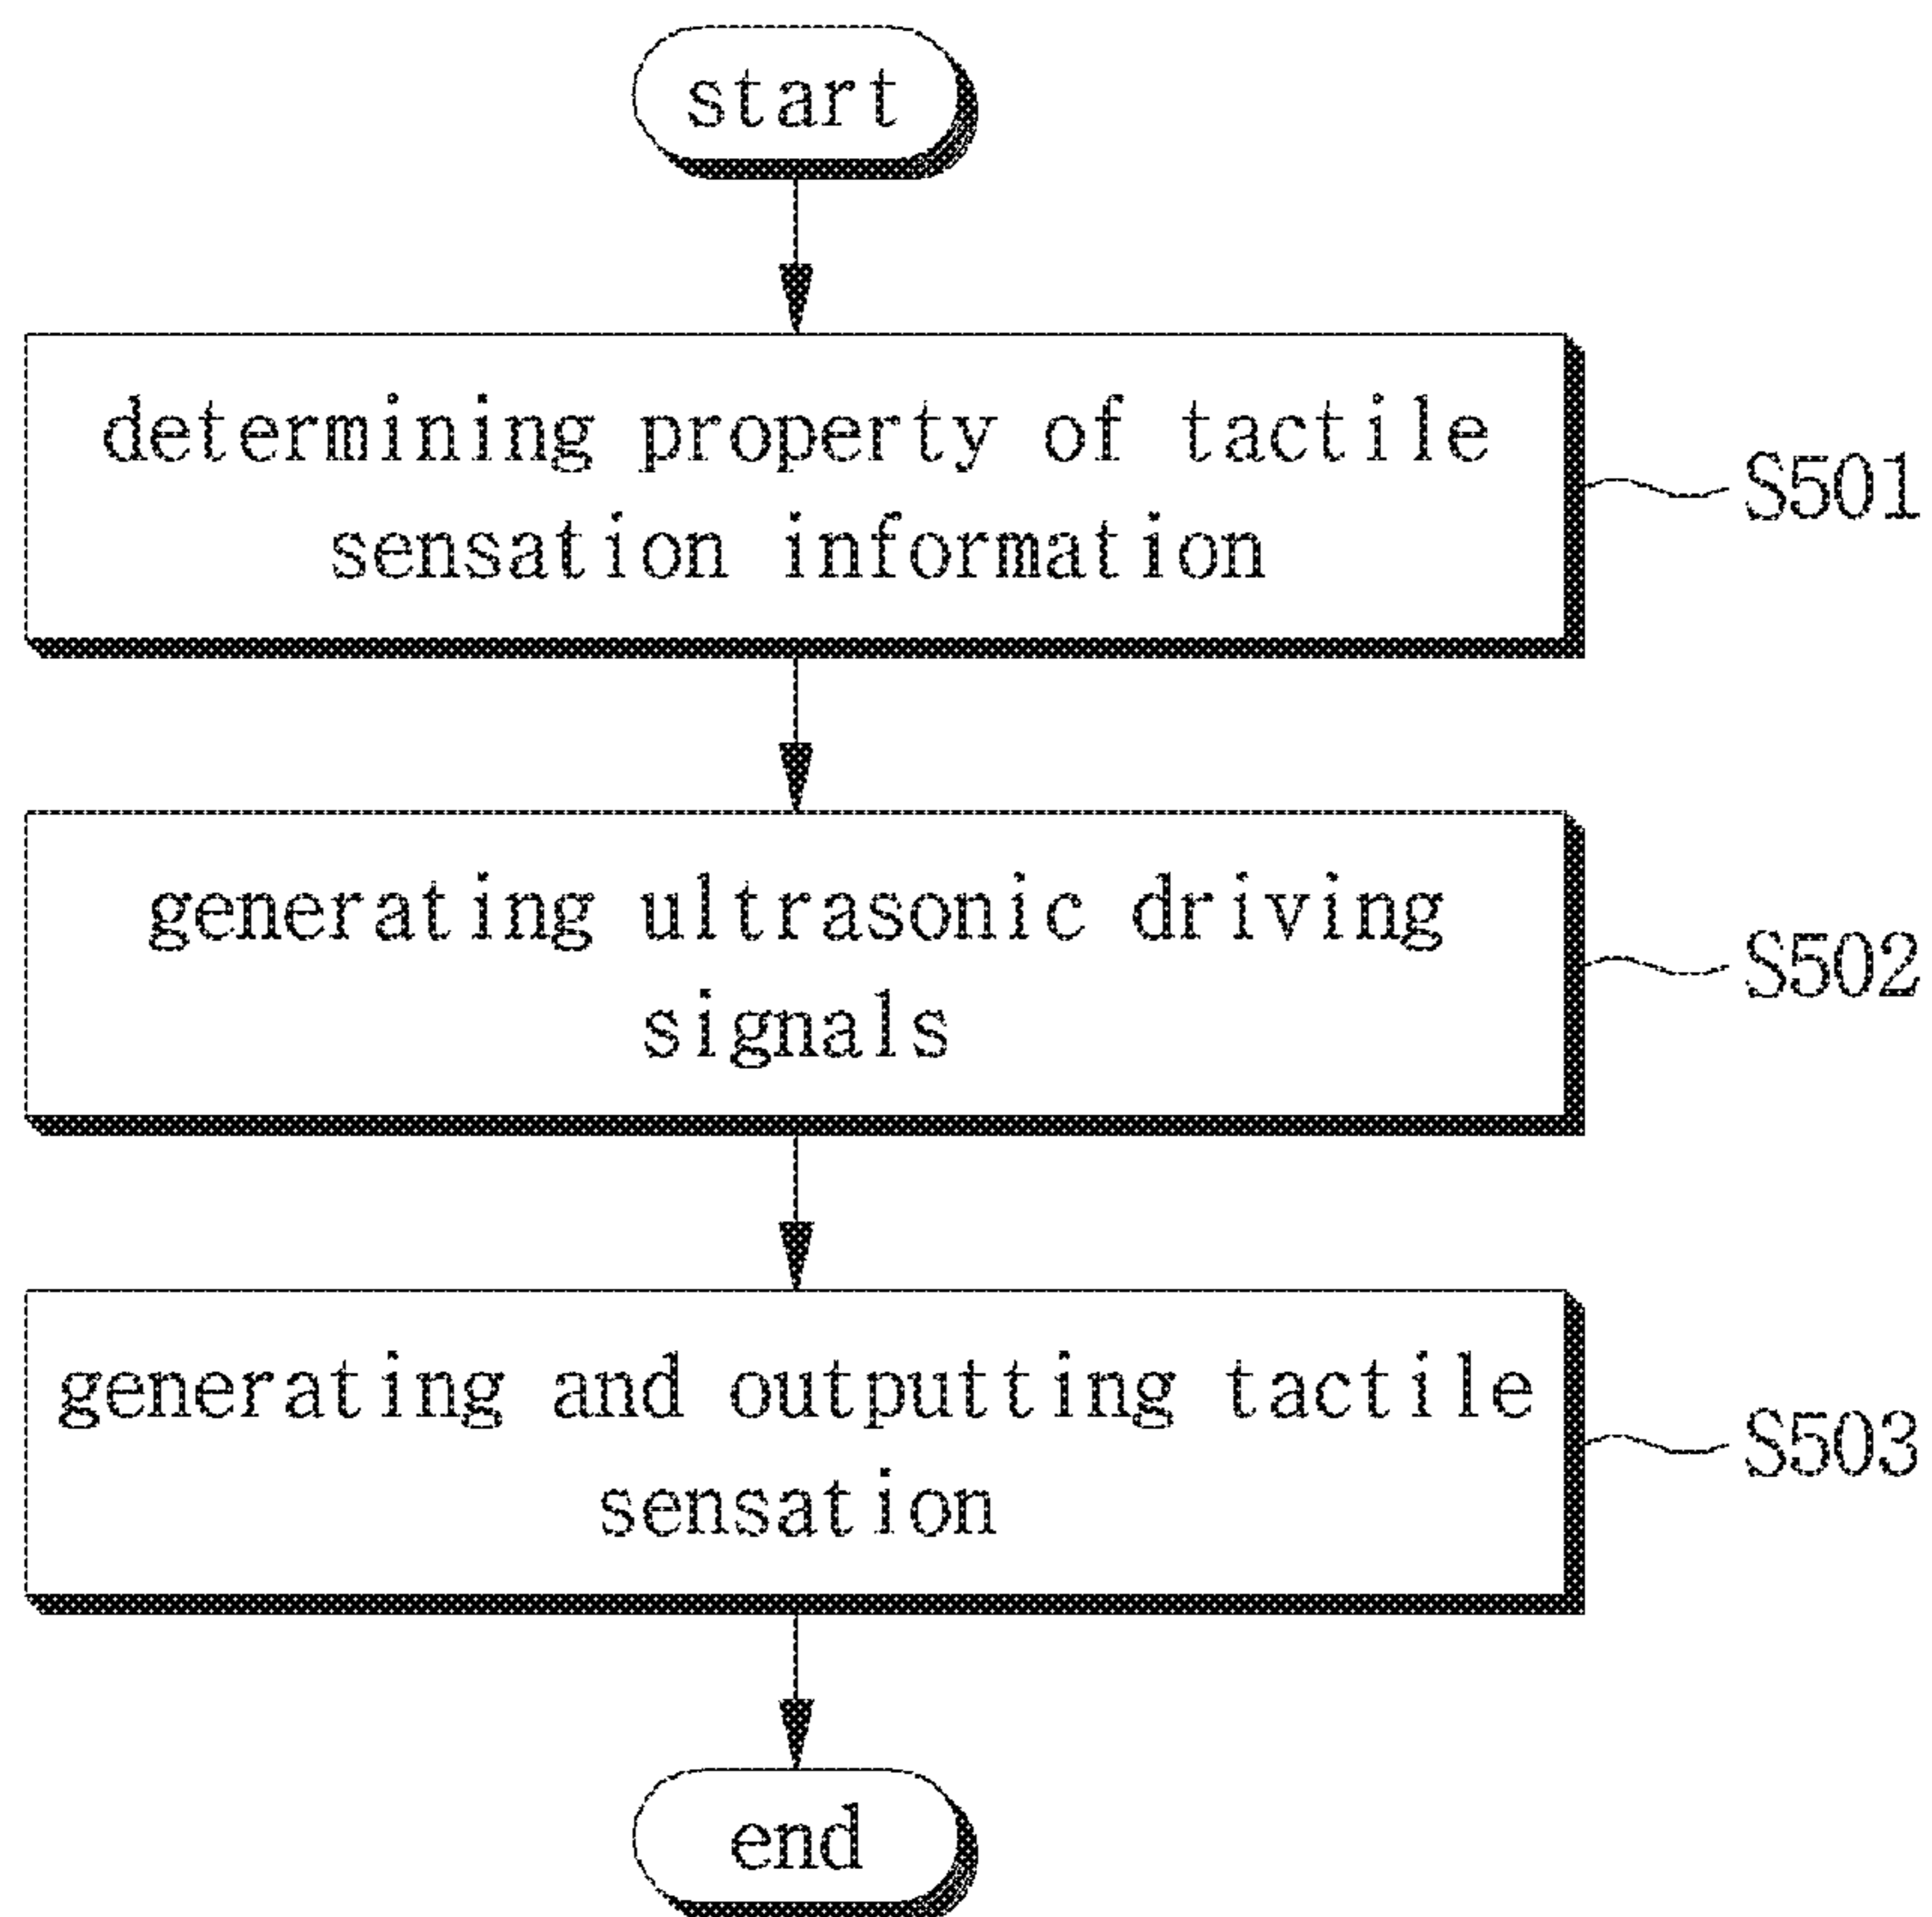 start
determining property of tactile
sensation information
S501
generating ultrasonic driving
signals
S502
generating and outputting tactile
sensation
S503
end